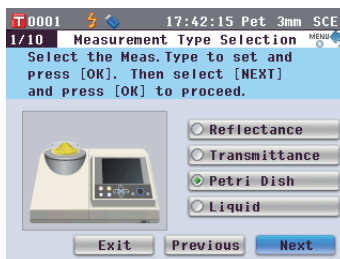 T0001 17:42:15 Pet 3mm SCE
1/10 Measurement Type Selection MENU
Select the Meas.Type to set and
press [OK]. Then select [NEXT]
and press [OK] to proceed.
Reflectance
Transmittance
Petri Dish
Liquid
Exit Previous Next